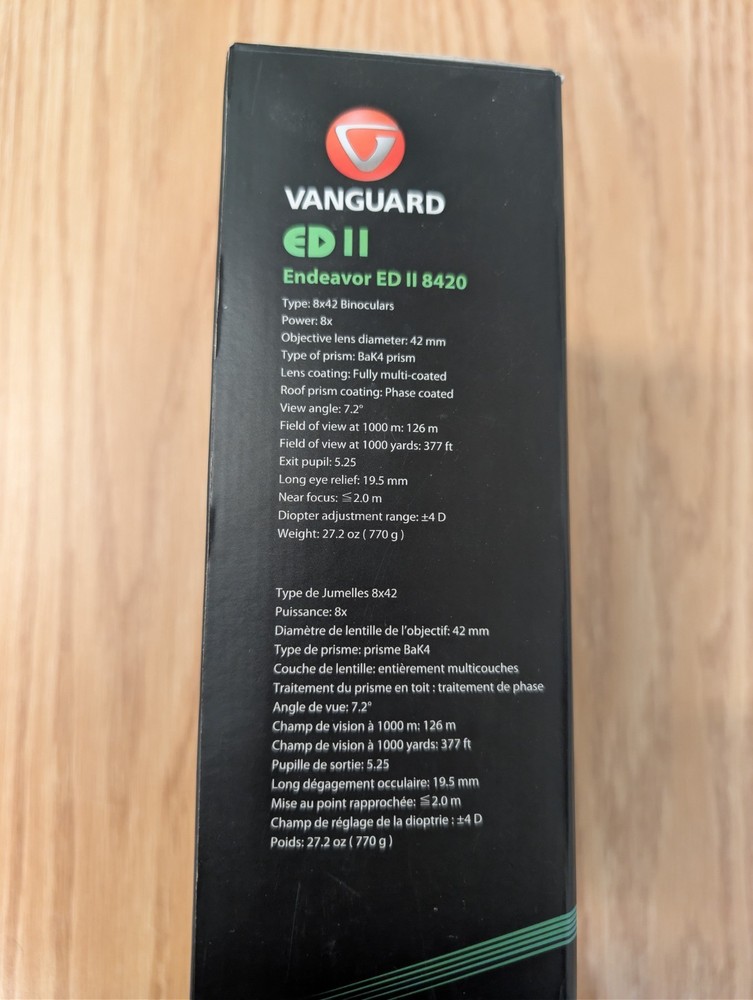 VANGUARD
ED II
Endeavor ED II 8420
Type: 8x42 Binoculars
Power: 8x
Objective lens diameter: 42 mm
Type of prism: BaK4 prism
Lens coating: Fully multi-coated
Roof prism coating: Phase coated
View angle: 7.2°
Field of view at 1000 m: 126 m
Field of view at 1000 yards: 377 ft
Exit pupil: 5.25
Long eye relief: 19.5 mm
Near focus: ≦2.0 m
Diopter adjustment range: ±4 D
Weight: 27.2 oz ( 770 g )
Type de Jumelles 8x42
Puissance: 8x
Diamètre de lentille de l'objectif: 42 mm
Type de prisme: prisme BaK4
Couche de lentille: entièrement multicouches
Traitement du prisme en toit : traitement de phase
Angle de vue: 7.2°
Champ de vision à 1000 m: 126 m
Champ de vision à 1000 yards: 377 ft
Pupille de sortie: 5.25
Long dégagement occulaire: 19.5 mm
Mise au point rapprochée: ≦2.0 m
Champ de réglage de la dioptrie : ±4 D
Poids: 27.2 oz ( 770 g )